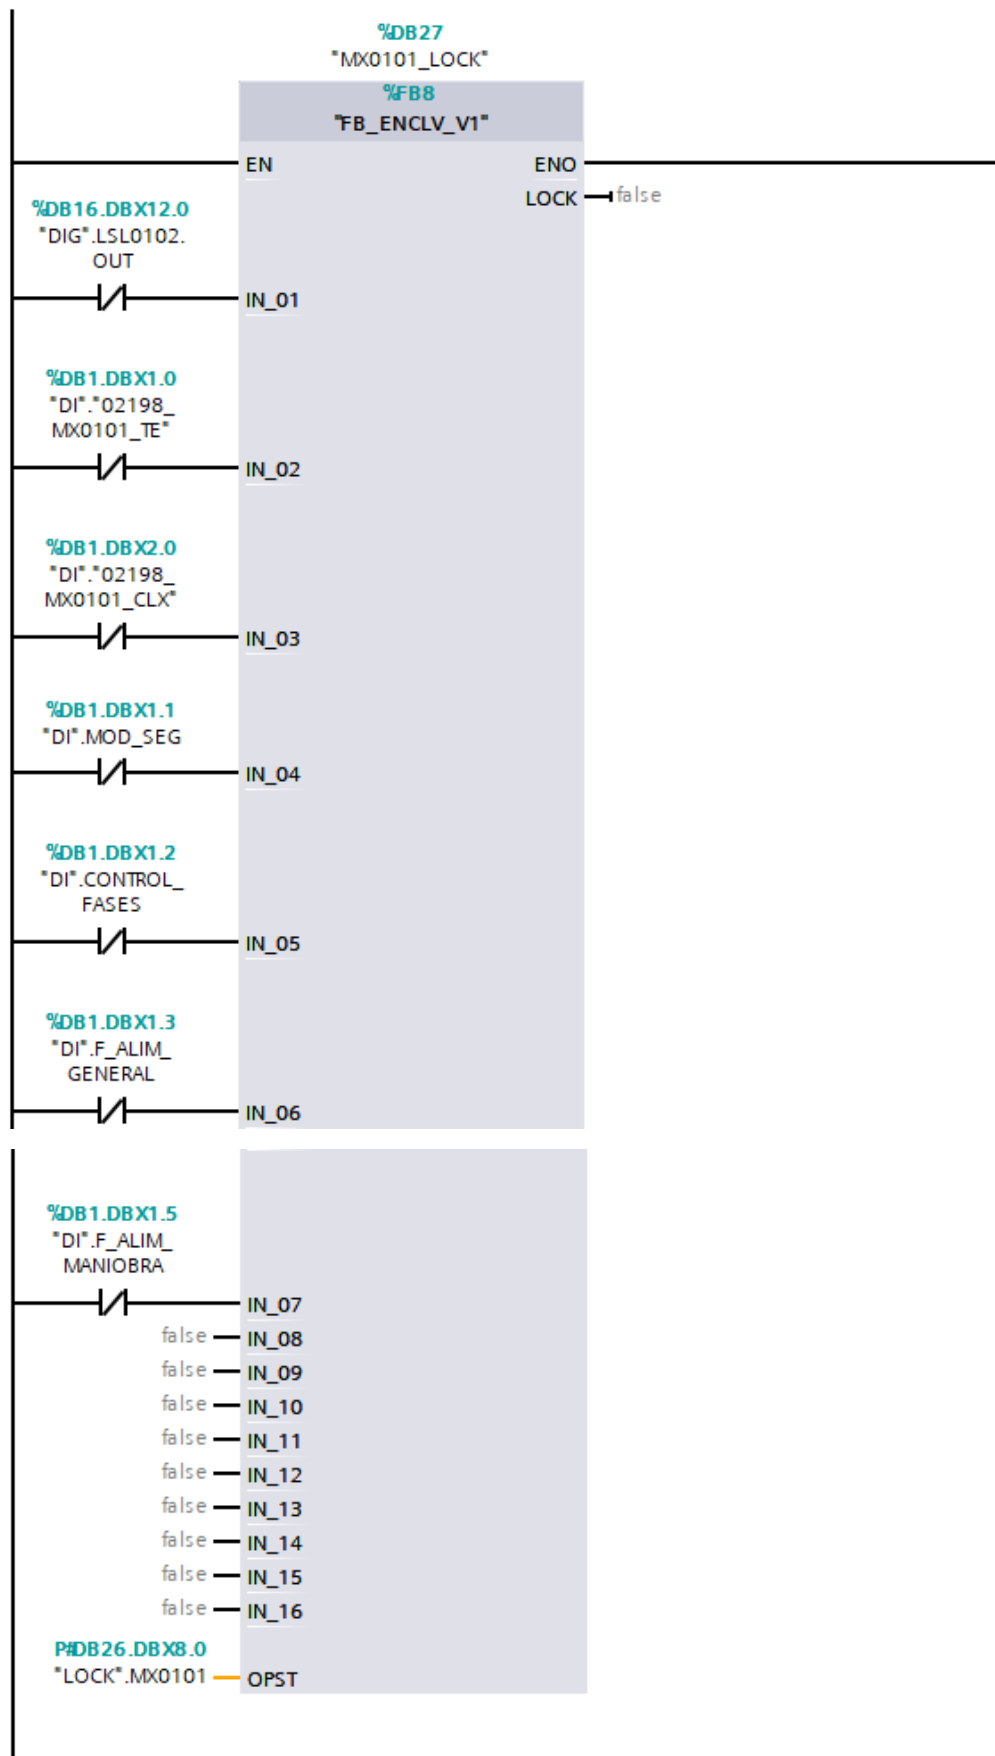 %DB27
"MX0101_LOCK"
%FB8
"FB_ENCLV_V1"
EN
ENO
LOCK
false
%DB16.DBX12.0
"DIG".LSL0102.
OUT
IN_01
%DB1.DBX1.0
"DI"."02198_
MX0101_TE"
IN_02
%DB1.DBX2.0
"DI"."02198_
MX0101_CLX"
IN_03
%DB1.DBX1.1
"DI".MOD_SEG
IN_04
%DB1.DBX1.2
"DI".CONTROL_
FASES
IN_05
%DB1.DBX1.3
"DI".F_ALIM_
GENERAL
IN_06
%DB1.DBX1.5
"DI".F_ALIM_
MANIOBRA
IN_07
false IN_08
false IN_09
false IN_10
false IN_11
false IN_12
false IN_13
false IN_14
false IN_15
false IN_16
P#DB26.DBX8.0
"LOCK".MX0101 OPST